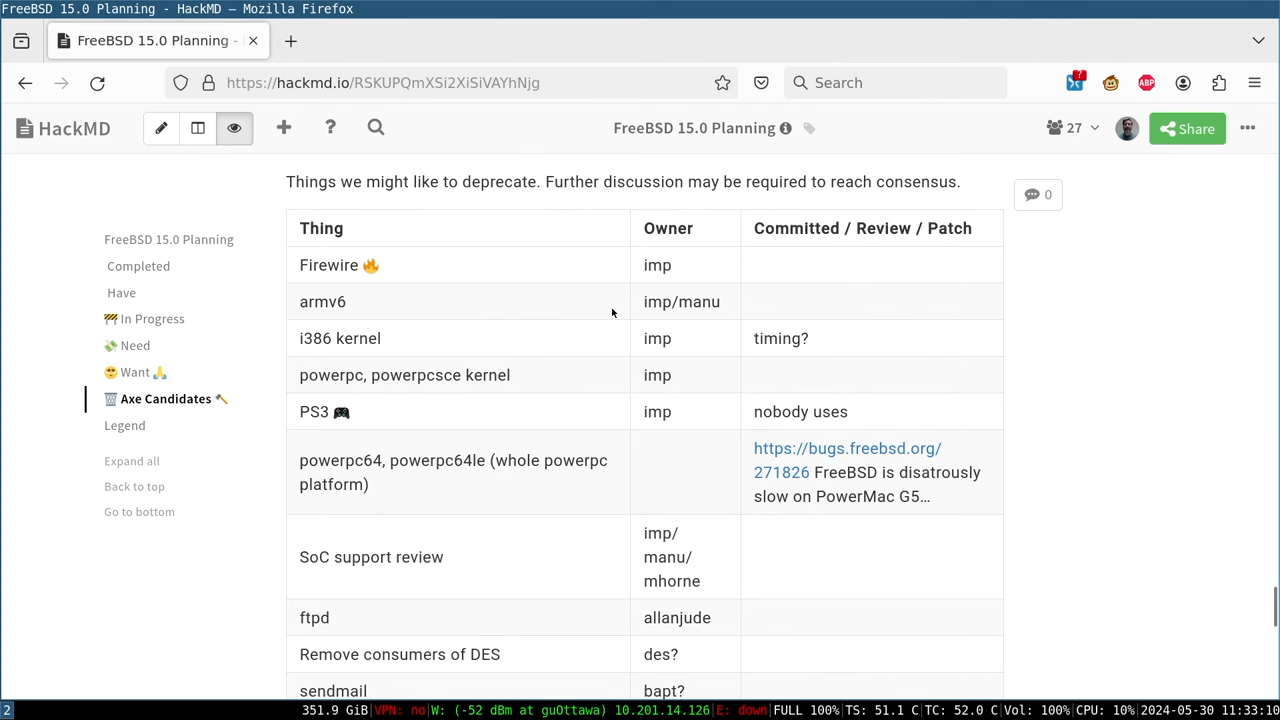 FreeBSD 15.0 Planning - HackMD — Mozilla Firefox
FreeBSD 15.0 Planning -
https://hackmd.io/RSKUPOmXSi2XiSiVAYhNjg
Search
7
ABP
HackMD
FreeBSD 15.0 Planning
27
Share
Things we might like to deprecate. Further discussion may be required to reach consensus.
0
FreeBSD 15.0 Planning
Completed
Have
🚧 In Progress
💸 Need
🥺 Want 🙏
🗑️ Axe Candidates 🪓
Legend
Expand all
Back to top
Go to bottom
Thing Owner Committed / Review / Patch
Firewire 🔥 imp
armv6 imp/manu
i386 kernel imp timing?
powerpc, powerpcsce kernel imp
PS3 🎮 imp nobody uses
powerpc64, powerpc64le (whole powerpc
platform)
https://bugs.freebsd.org/
271826 FreeBSD is disatrously
slow on PowerMac G5...
SoC support review
imp/
manu/
mhorne
ftpd allanjude
Remove consumers of DES des?
sendmail bapt?
2 351.9 GiB|VPN: no|W: (-52 dBm at guOttawa) 10.201.14.126|E: down|FULL 100%|TS: 51.1 C|TC: 52.0 C|Vol: 100%|CPU: 10%|2024-05-30 11:33:10